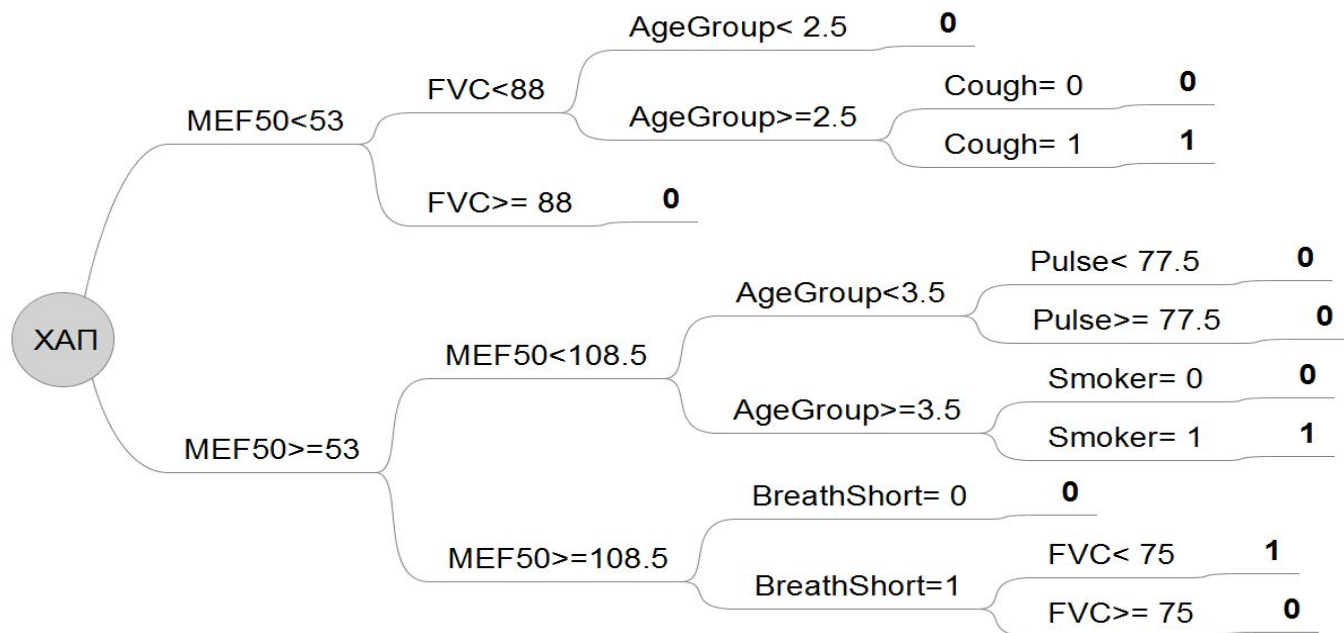 ХАП
MEF50<53
FVC<88
AgeGroup< 2.5 0
AgeGroup>=2.5
Cough= 0 0
Cough= 1 1
FVC>= 88 0
MEF50>=53
MEF50<108.5
AgeGroup<3.5
Pulse< 77.5 0
Pulse>= 77.5 0
AgeGroup>=3.5
Smoker= 0 0
Smoker= 1 1
MEF50>=108.5
BreathShort= 0 0
BreathShort=1
FVC< 75 1
FVC>= 75 0